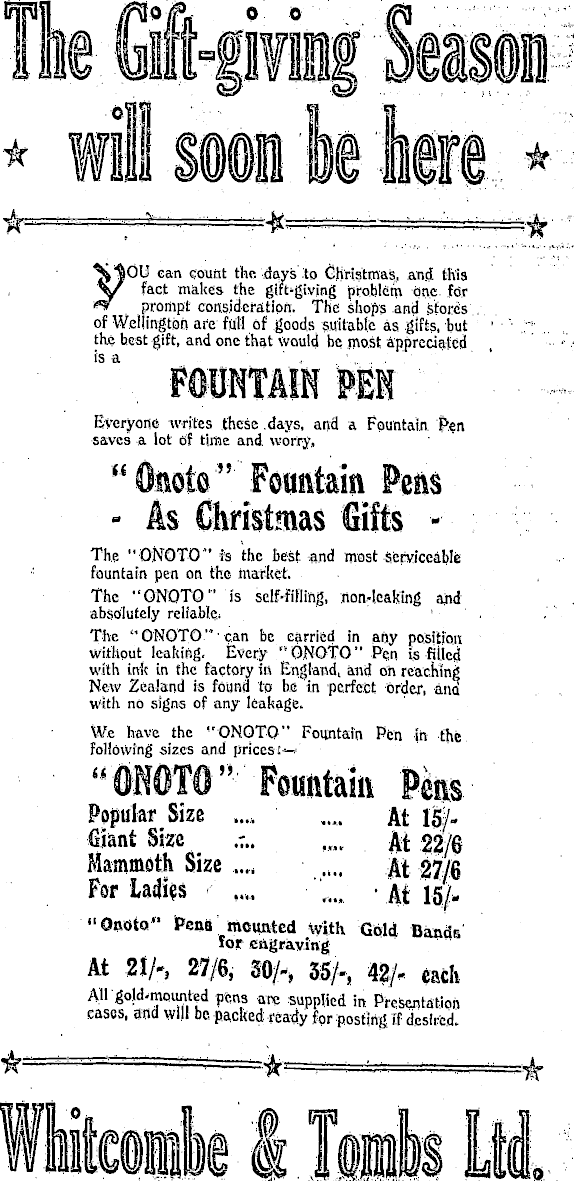 The Gift-giving Season
will soon be here
YOU can count the days to Christmas, and this
fact makes the gift-giving problem one for
prompt consideration. The shops and stores
of Wellington are full of goods suitable as gifts, but
the best gift, and one that would be most appreciated
is a
FOUNTAIN PEN
Everyone writes these days, and a Fountain Pen
saves a lot of time and worry.
"Onoto" Fountain Pens
- As Christmas Gifts -
The "ONOTO" is the best and most serviceable
fountain pen on the market.
The "ONOTO" is self-filling, non-leaking and
absolutely reliable.
The "ONOTO" can be carried in any position
without leaking. Every "ONOTO" Pen is filled
with ink in the factory in England, and on reaching
New Zealand is found to be in perfect order, and
with no signs of any leakage.
We have the "ONOTO" Fountain Pen in the
following sizes and prices:—
"ONOTO" Fountain Pens
Popular Size .... .... At 15/-
Giant Size .... .... At 22/6
Mammoth Size .... .... At 27/6
For Ladies .... .... At 15/-
"Onoto" Pens mounted with Gold Bands
for engraving
At 21/-, 27/6, 30/-, 35/-, 42/- each
All gold-mounted pens are supplied in Presentation
cases, and will be packed ready for posting if desired.
Whitcombe & Tombs Ltd.